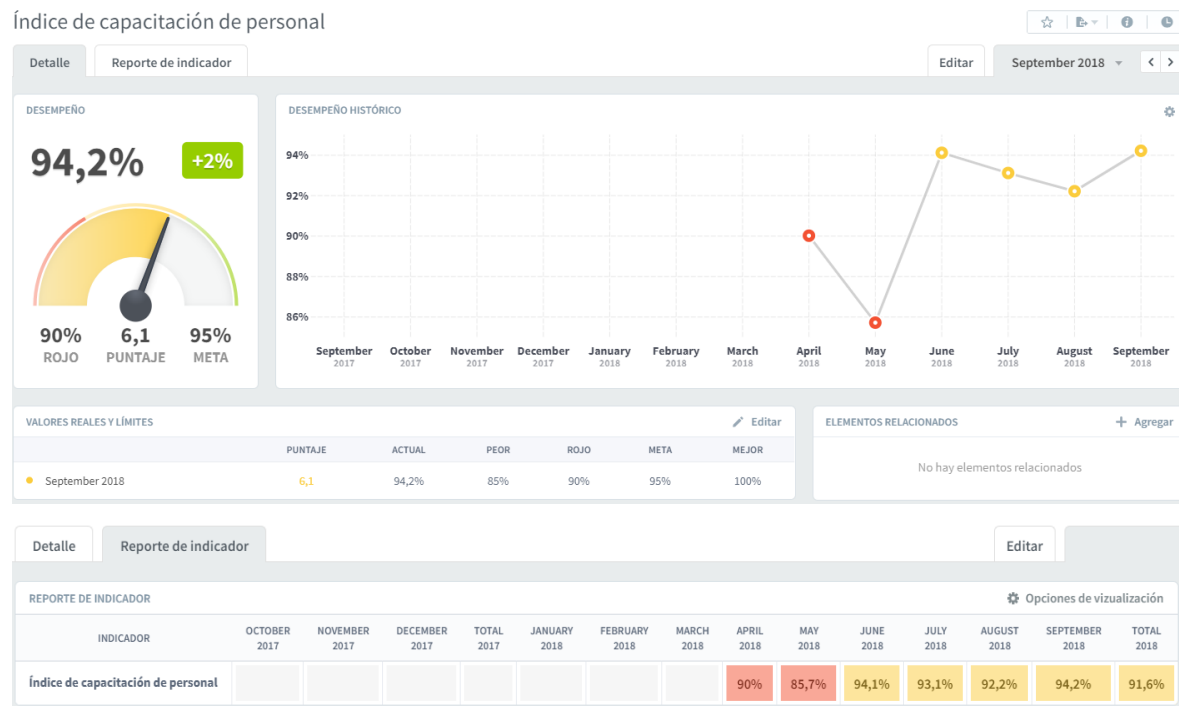 Índice de capacitación de personal
Detalle Reporte de indicador Editar September 2018
DESEMPEÑO
94,2% +2%
90% 6,1 95%
ROJO PUNTAJE META
DESEMPEÑO HISTÓRICO
94%
92%
90%
88%
86%
September October November December January February March April May June July August September
2017 2017 2017 2017 2018 2018 2018 2018 2018 2018 2018 2018 2018
VALORES REALES Y LÍMITES Editar
PUNTAJE ACTUAL PEOR ROJO META MEJOR
September 2018 6,1 94,2% 85% 90% 95% 100%
ELEMENTOS RELACIONADOS + Agregar
No hay elementos relacionados
Detalle Reporte de indicador Editar
REPORTE DE INDICADOR Opciones de vizualización
INDICADOR OCTOBER NOVEMBER DECEMBER TOTAL JANUARY FEBRUARY MARCH APRIL MAY JUNE JULY AUGUST SEPTEMBER TOTAL
2017 2017 2017 2017 2018 2018 2018 2018 2018 2018 2018 2018 2018 2018
Índice de capacitación de personal 90% 85,7% 94,1% 93,1% 92,2% 94,2% 91,6%